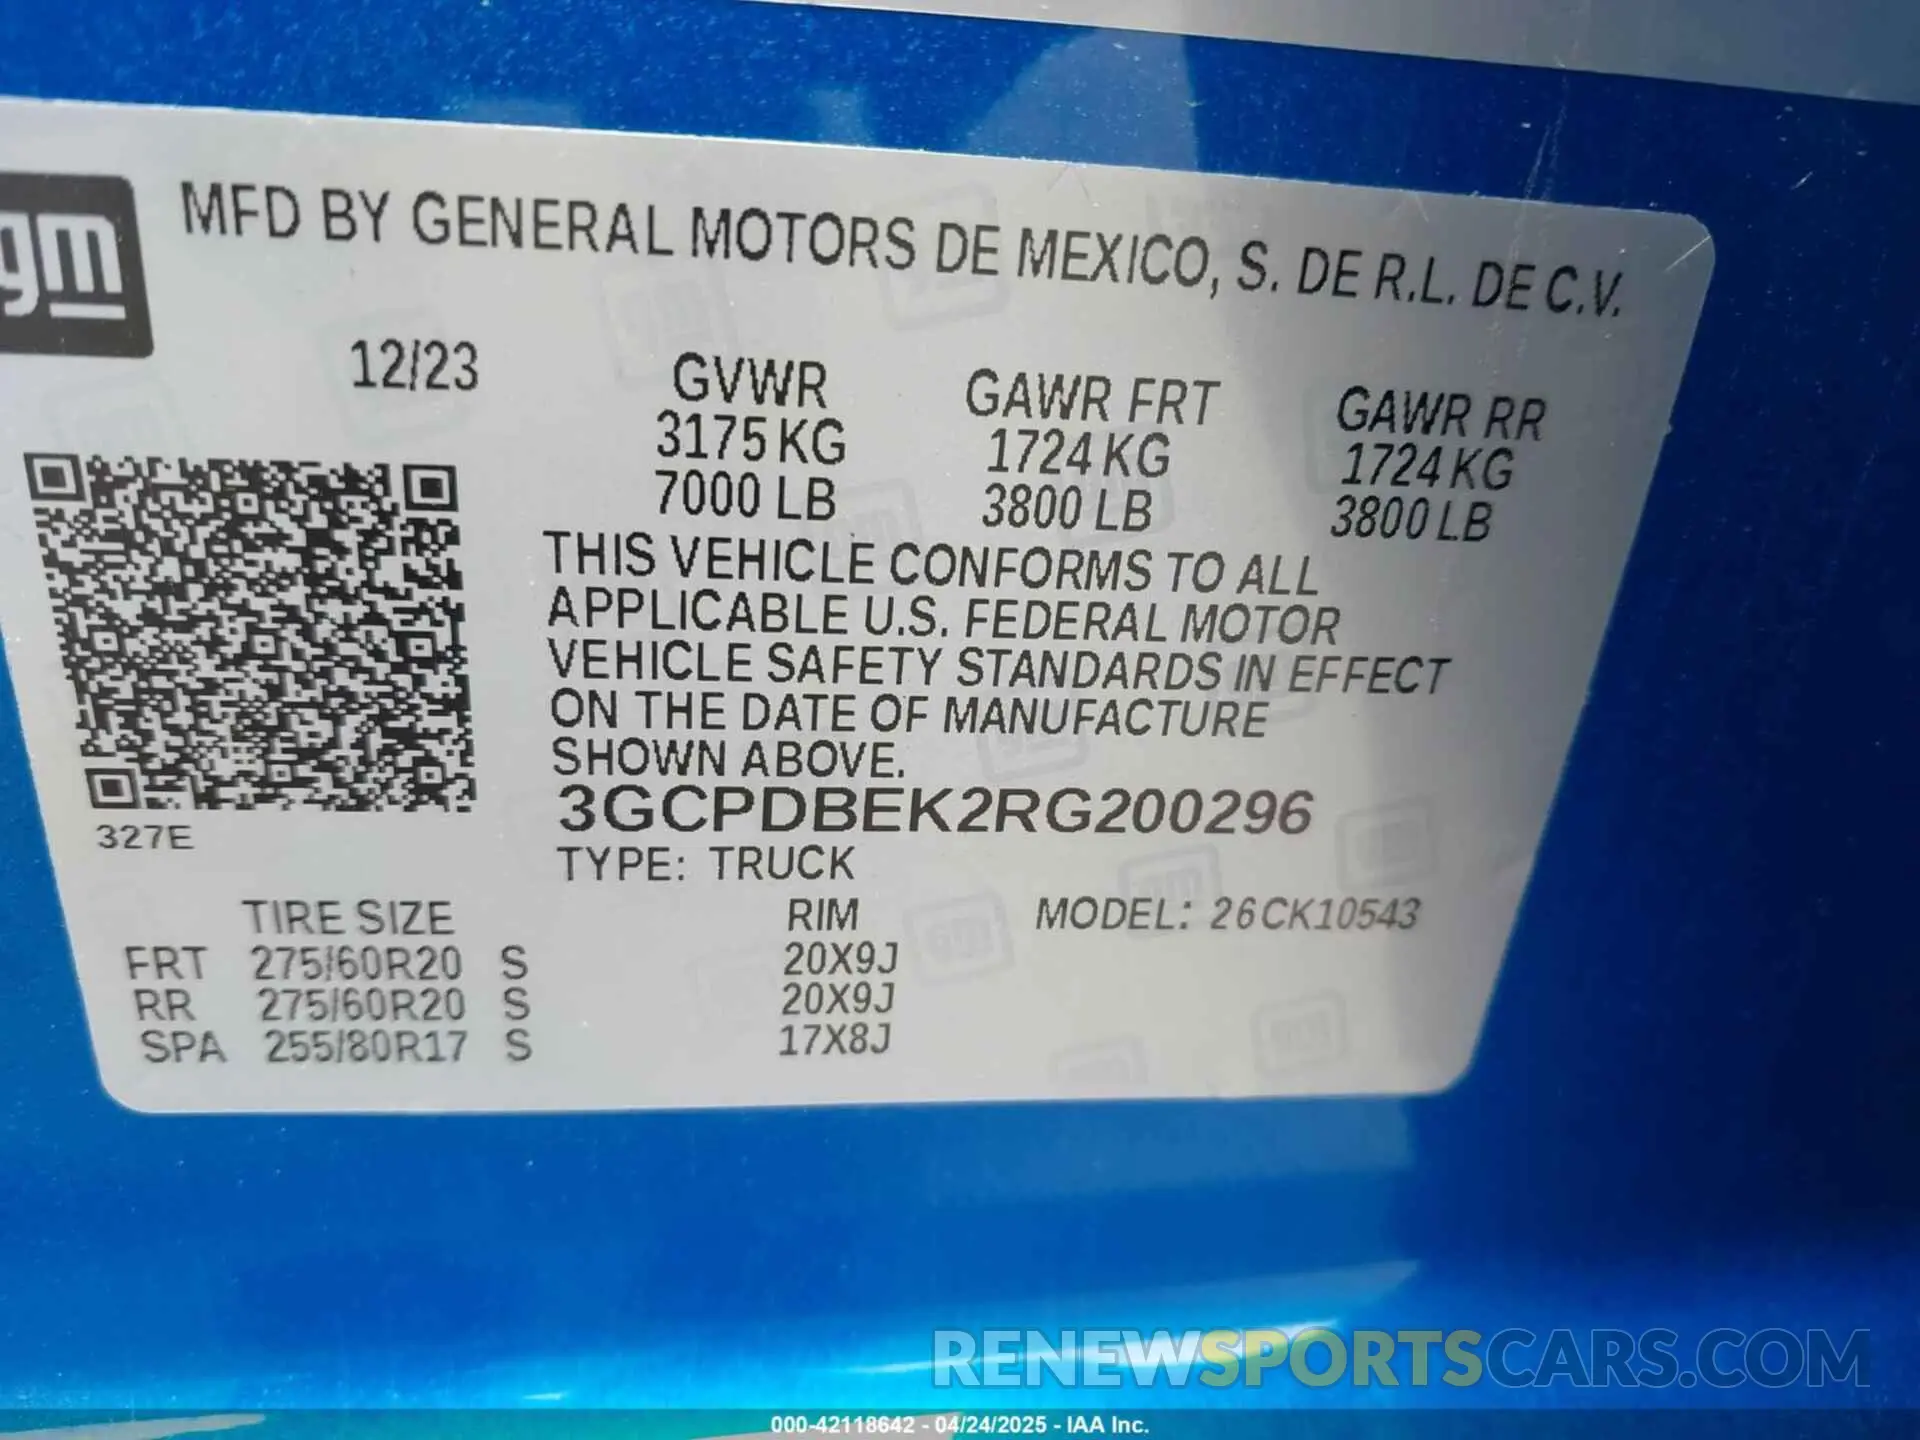 gm
MFD BY GENERAL MOTORS DE MEXICO, S. DE R.L. DE C.V.
12/23 GVWR GAWR FRT GAWR RR
3175 KG 1724 KG 1724 KG
7000 LB 3800 LB 3800 LB
THIS VEHICLE CONFORMS TO ALL
APPLICABLE U.S. FEDERAL MOTOR
VEHICLE SAFETY STANDARDS IN EFFECT
ON THE DATE OF MANUFACTURE
SHOWN ABOVE.
3GCPDBEK2RG200296
327E
TYPE: TRUCK
TIRE SIZE RIM MODEL: 26CK10543
FRT 275/60R20 S 20X9J
RR 275/60R20 S 20X9J
SPA 255/80R17 S 17X8J
RENEWSPORTSCARS.COM
000-42118642 - 04/24/2025 - IAA Inc.